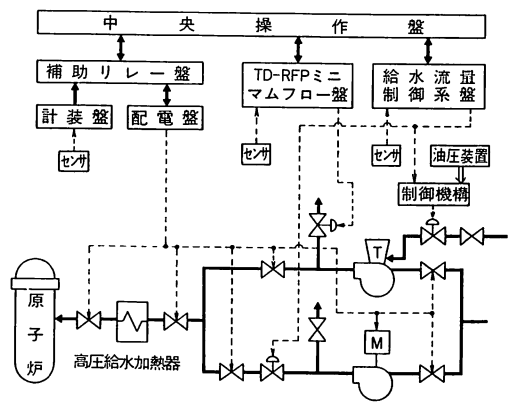 中央操作盤
補助リレー盤
TD-RFPミニ
マムフロー盤
給水流量
制御系盤
計装盤
配電盤
センサ
センサ
センサ
油圧装置
制御機構
T
原子炉
高圧給水加熱器
M